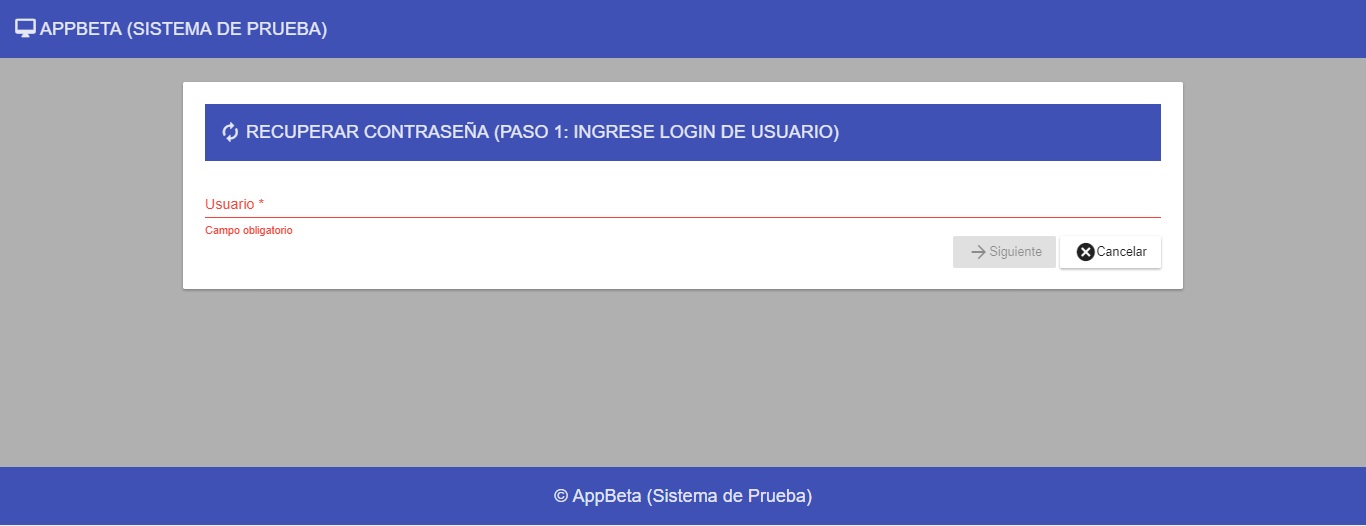 APPBETA (SISTEMA DE PRUEBA)
RECUPERAR CONTRASEÑA (PASO 1: INGRESE LOGIN DE USUARIO)
Usuario *
Campo obligatorio
Siguiente Cancelar
© AppBeta (Sistema de Prueba)